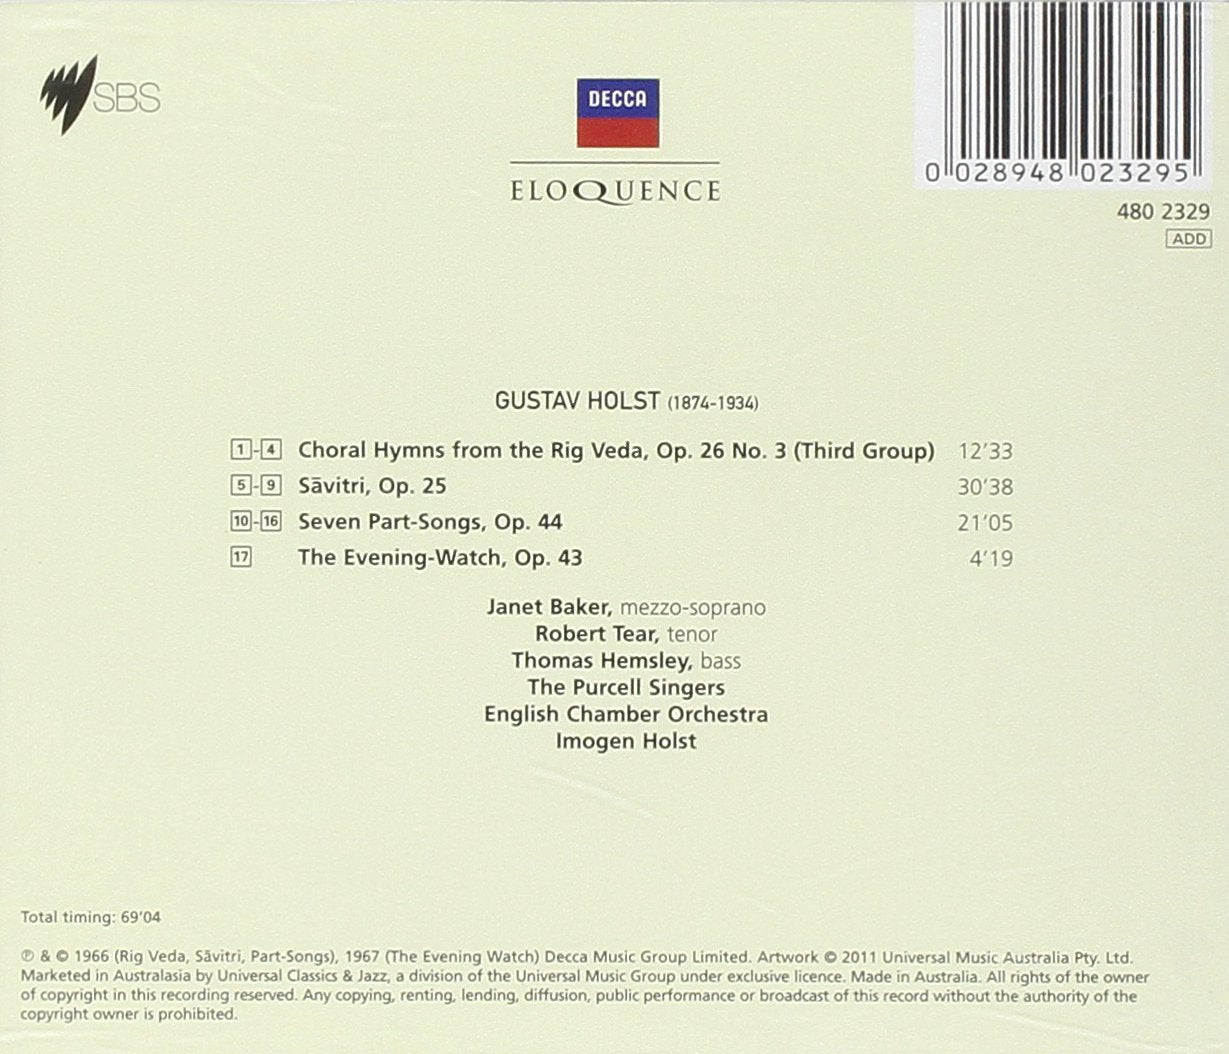 SBS
DECCA
ELOQUENCE
0 028948 023295
480 2329
ADD
GUSTAV HOLST (1874-1934)
1-4 Choral Hymns from the Rig Veda, Op. 26 No. 3 (Third Group) 12’33
5-9 Sāvitri, Op. 25 30’38
10-16 Seven Part-Songs, Op. 44 21’05
17 The Evening-Watch, Op. 43 4’19
Janet Baker, mezzo-soprano
Robert Tear, tenor
Thomas Hemsley, bass
The Purcell Singers
English Chamber Orchestra
Imogen Holst
Total timing: 69’04
℗ & © 1966 (Rig Veda, Sāvitri, Part-Songs), 1967 (The Evening Watch) Decca Music Group Limited. Artwork © 2011 Universal Music Australia Pty. Ltd.
Marketed in Australasia by Universal Classics & Jazz, a division of the Universal Music Group under exclusive licence. Made in Australia. All rights of the owner
of copyright in this recording reserved. Any copying, renting, lending, diffusion, public performance or broadcast of this record without the authority of the
copyright owner is prohibited.